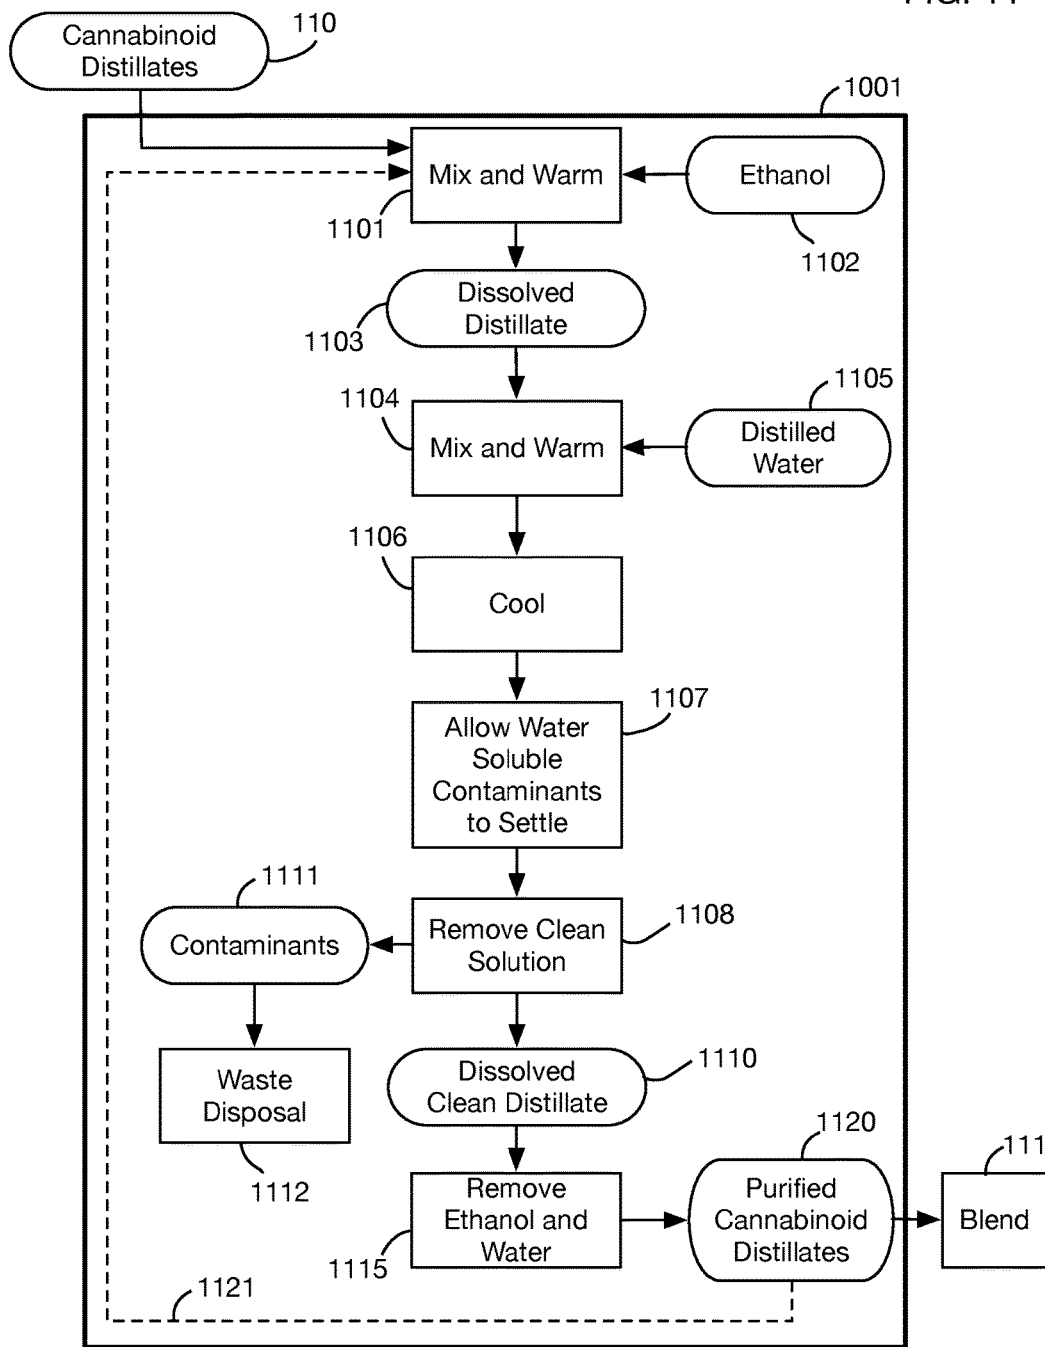 110
Cannabinoid
Distillates
1001
Mix and Warm
1101
Ethanol
1102
Dissolved
Distillate
1103
1104
Mix and Warm
1105
Distilled
Water
1106
Cool
1107
Allow Water
Soluble
Contaminants
to Settle
1111
Contaminants
1108
Remove Clean
Solution
1110
Dissolved
Clean Distillate
Waste
Disposal
1112
1120
Remove
Ethanol and
Water
1115
Purified
Cannabinoid
Distillates
111
Blend
1121